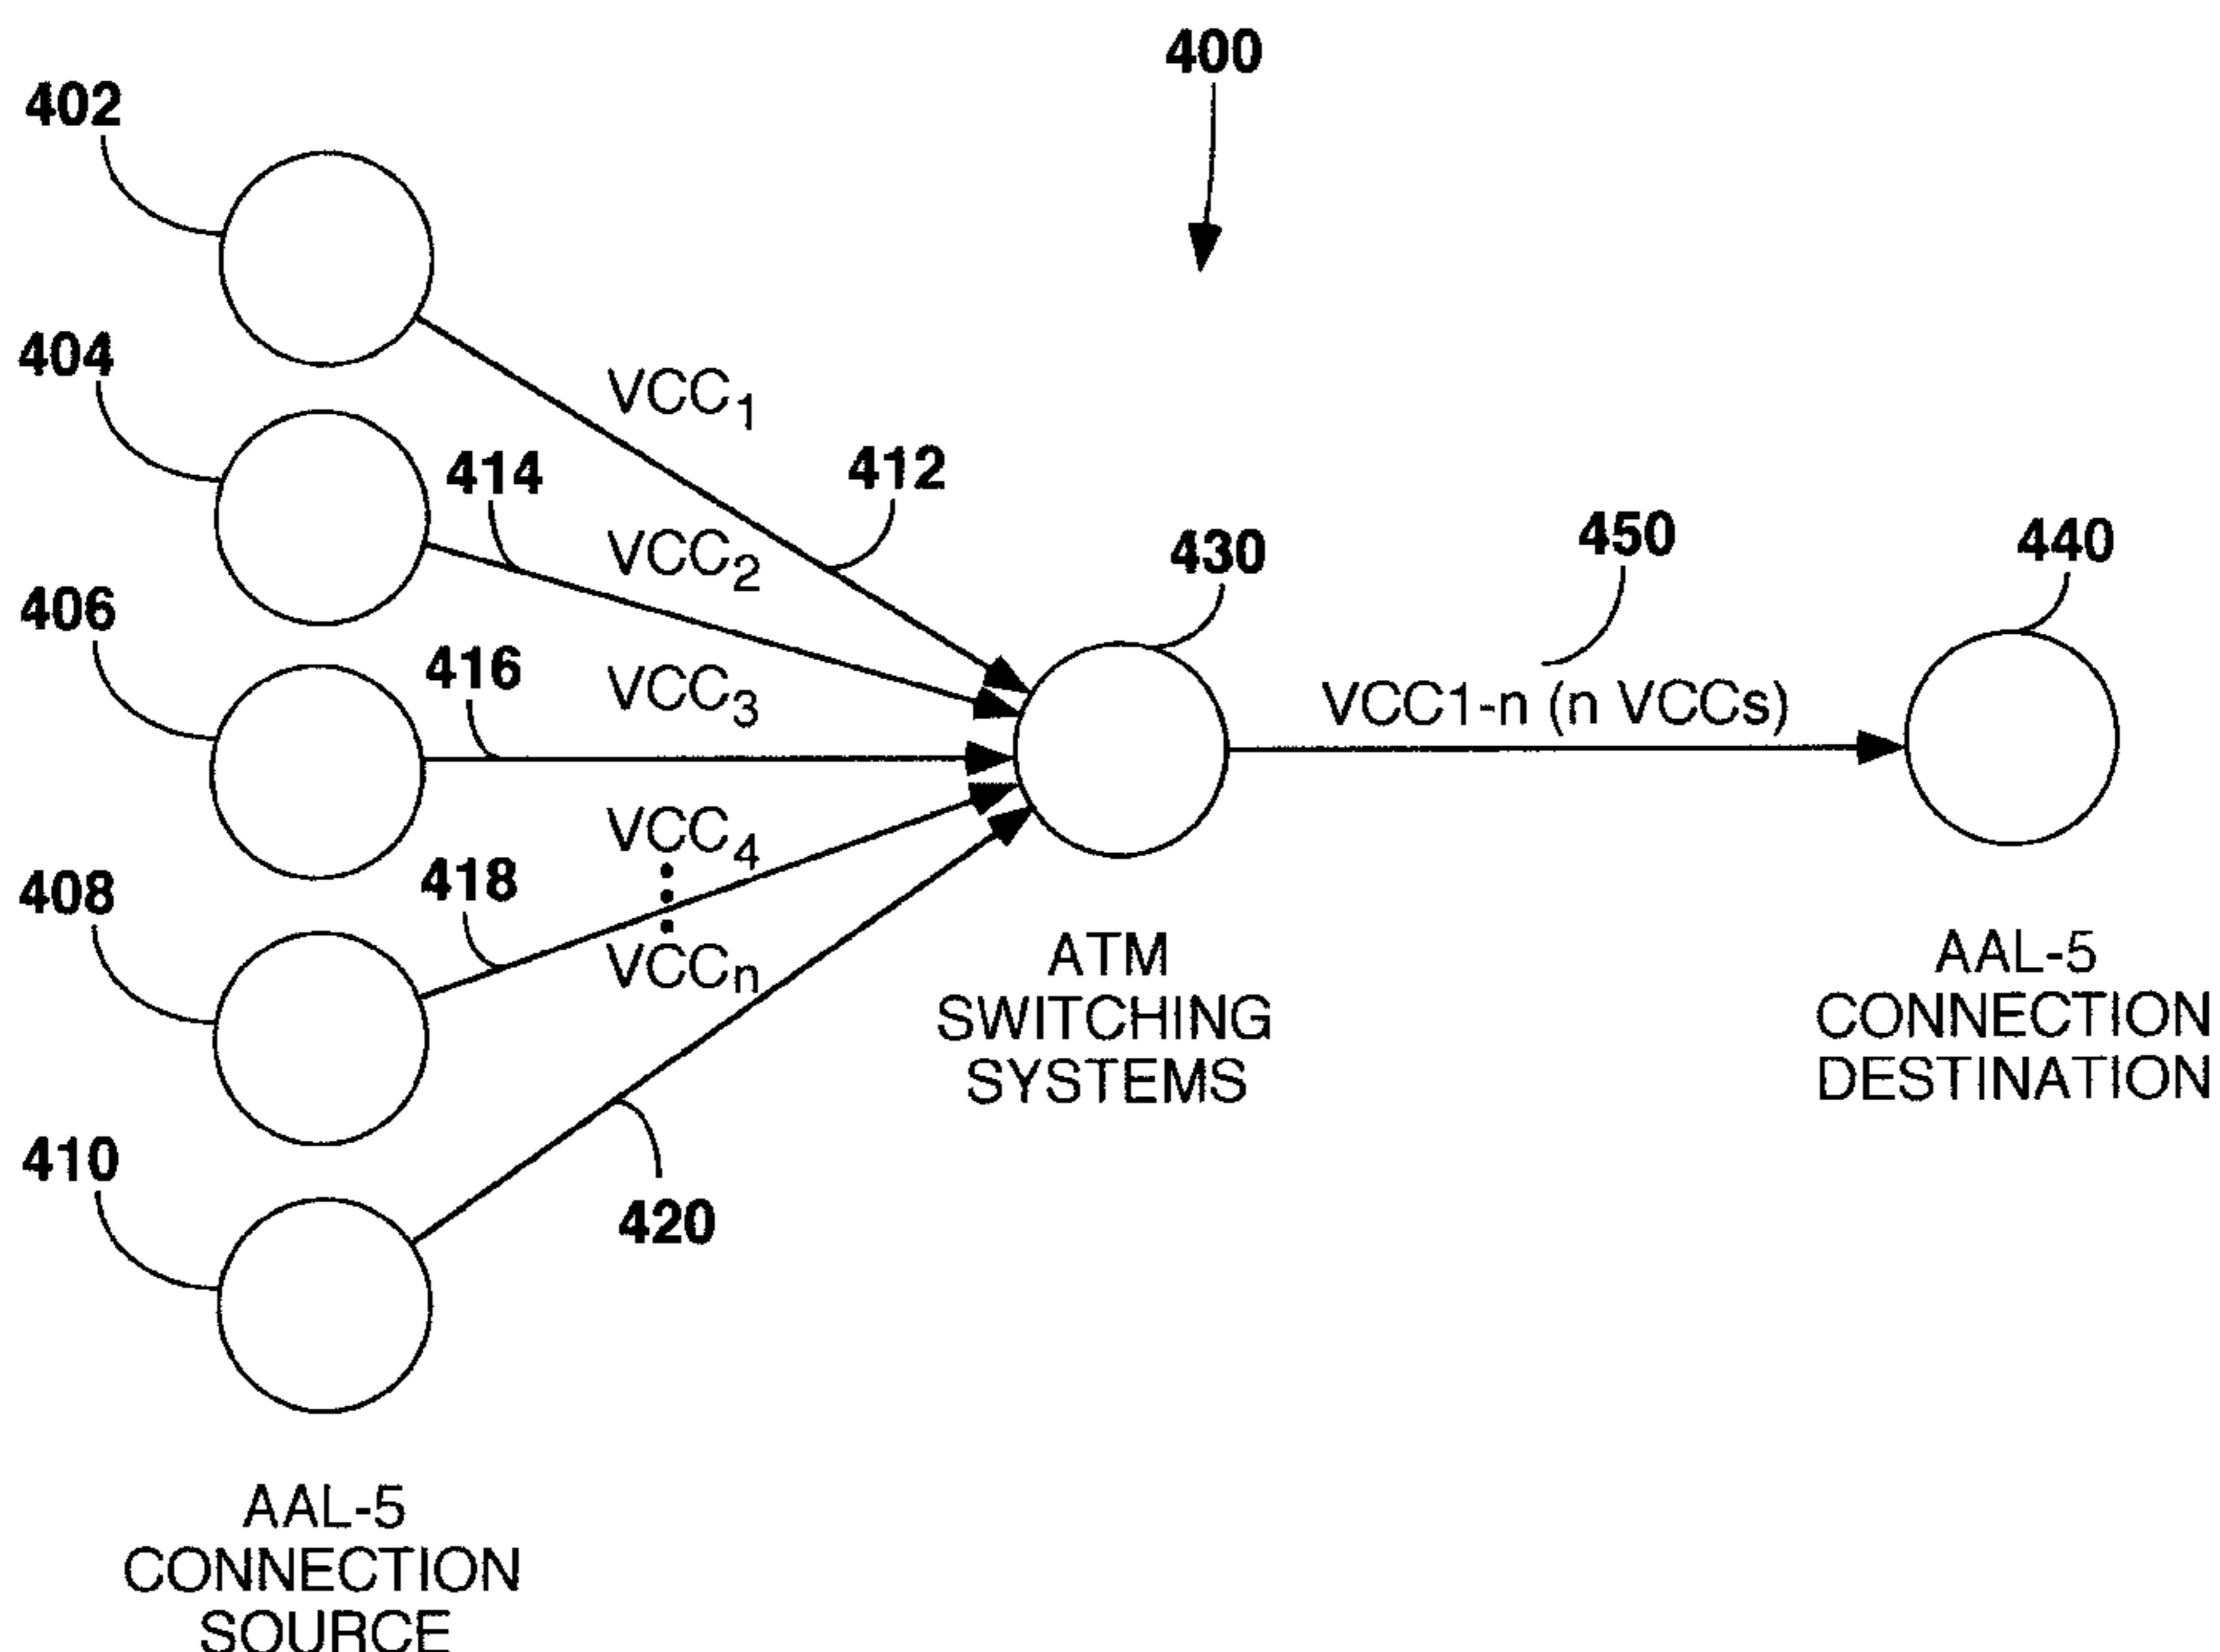 400
402
404
VCC1
414
412
VCC2
430
450
440
406
416
VCC3
VCC1-n (n VCCs)
VCC4
408
418
VCCn
ATM
SWITCHING
SYSTEMS
AAL-5
CONNECTION
DESTINATION
410
420
AAL-5
CONNECTION
SOURCE